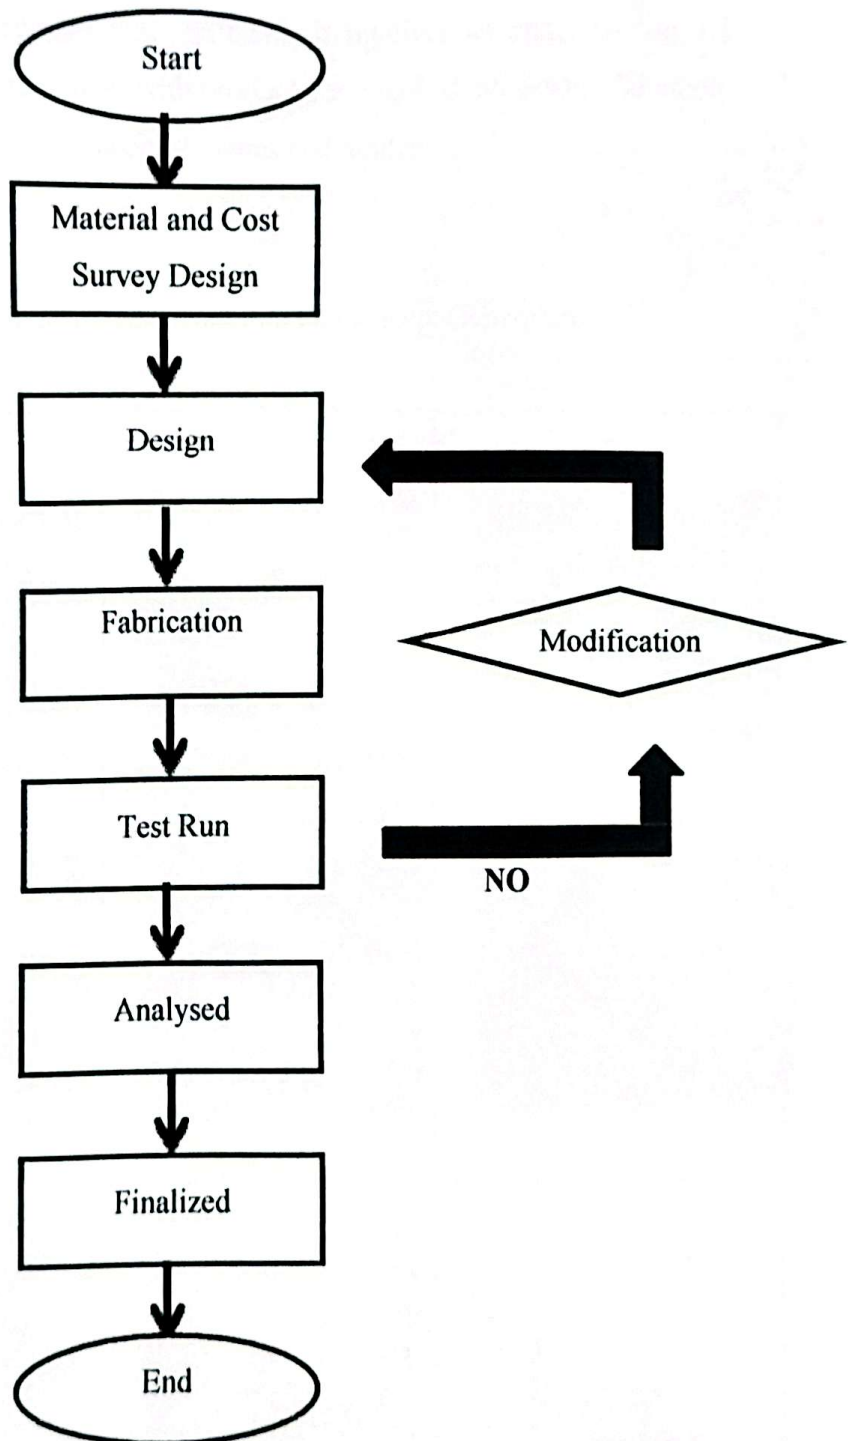 Start
Material and Cost
Survey Design
Design
Fabrication
Modification
Test Run
NO
Analysed
Finalized
End